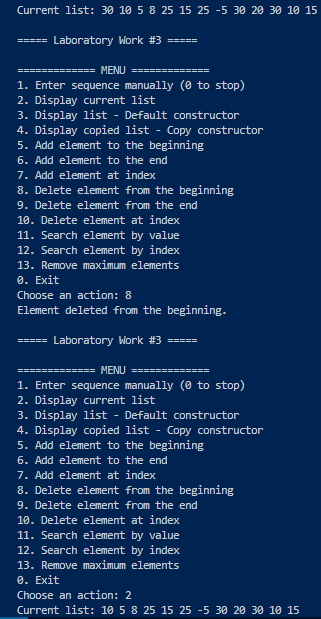 Current list: 30 10 5 8 25 15 25 -5 30 20 30 10 15
===== Laboratory Work #3 =====
============= MENU =============
1. Enter sequence manually (0 to stop)
2. Display current list
3. Display list - Default constructor
4. Display copied list - Copy constructor
5. Add element to the beginning
6. Add element to the end
7. Add element at index
8. Delete element from the beginning
9. Delete element from the end
10. Delete element at index
11. Search element by value
12. Search element by index
13. Remove maximum elements
0. Exit
Choose an action: 8
Element deleted from the beginning.
===== Laboratory Work #3 =====
============= MENU =============
1. Enter sequence manually (0 to stop)
2. Display current list
3. Display list - Default constructor
4. Display copied list - Copy constructor
5. Add element to the beginning
6. Add element to the end
7. Add element at index
8. Delete element from the beginning
9. Delete element from the end
10. Delete element at index
11. Search element by value
12. Search element by index
13. Remove maximum elements
0. Exit
Choose an action: 2
Current list: 10 5 8 25 15 25 -5 30 20 30 10 15